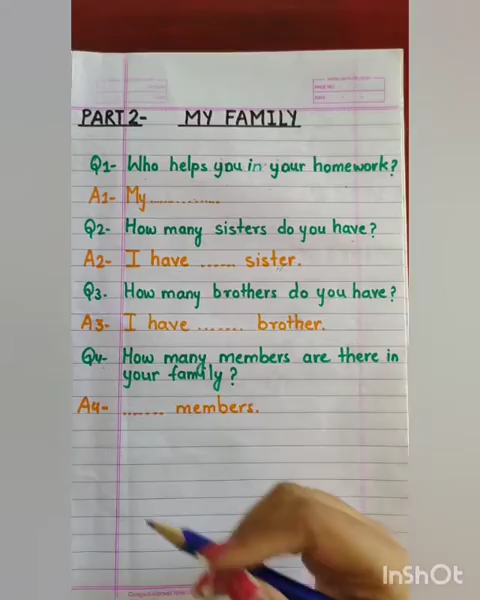 PART 2- MY FAMILY
Q1- Who helps you in your homework?
A1- My ..............
Q2- How many sisters do you have?
A2- I have ...... sister.
Q3- How many brothers do you have?
A3- I have ........ brother.
Q4- How many members are there in
your family?
A4- ....... members.
InShOt